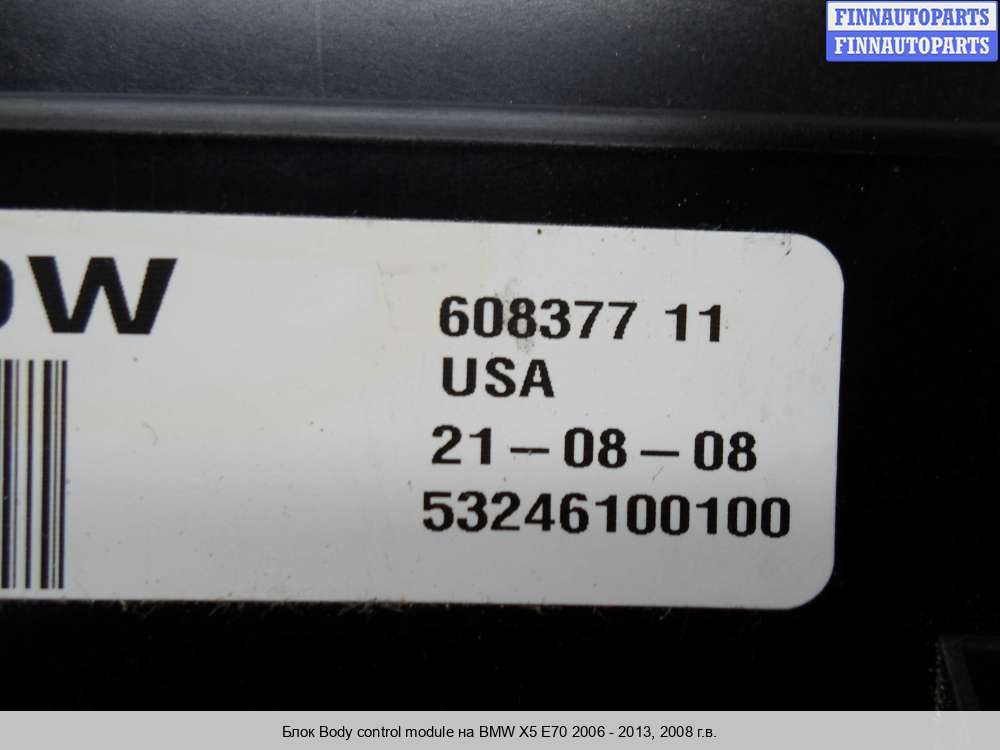 FINNAUTOPARTS
FINNAUTOPARTS
W
608377 11
USA
21-08-08
53246100100
Блок Body control module на BMW X5 E70 2006 - 2013, 2008 г.в.